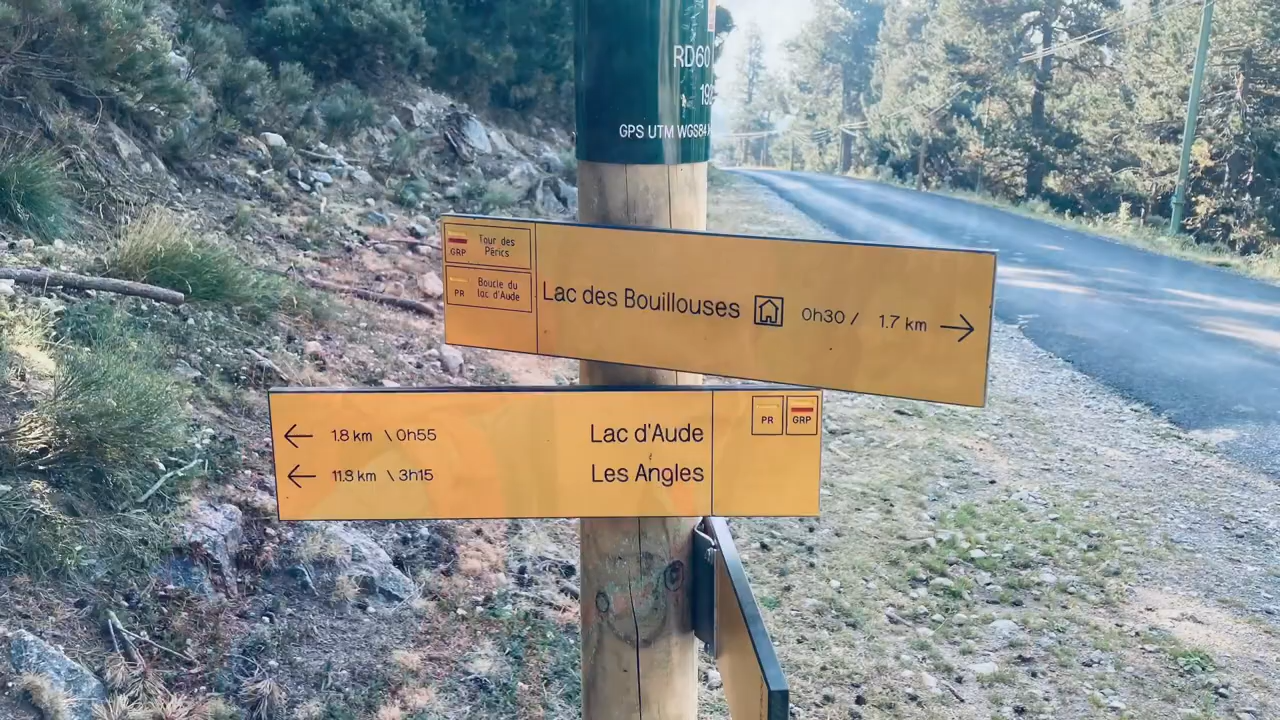 RD60
GPS UTM WGS84
GRP
Tour des
Pérics
PR
Boucle du
lac d'Aude
Lac des Bouillouses 0h30 / 1.7 km →
← 1.8 km \ 0h55 Lac d'Aude
← 11.8 km \ 3h15 Les Angles
PR GRP